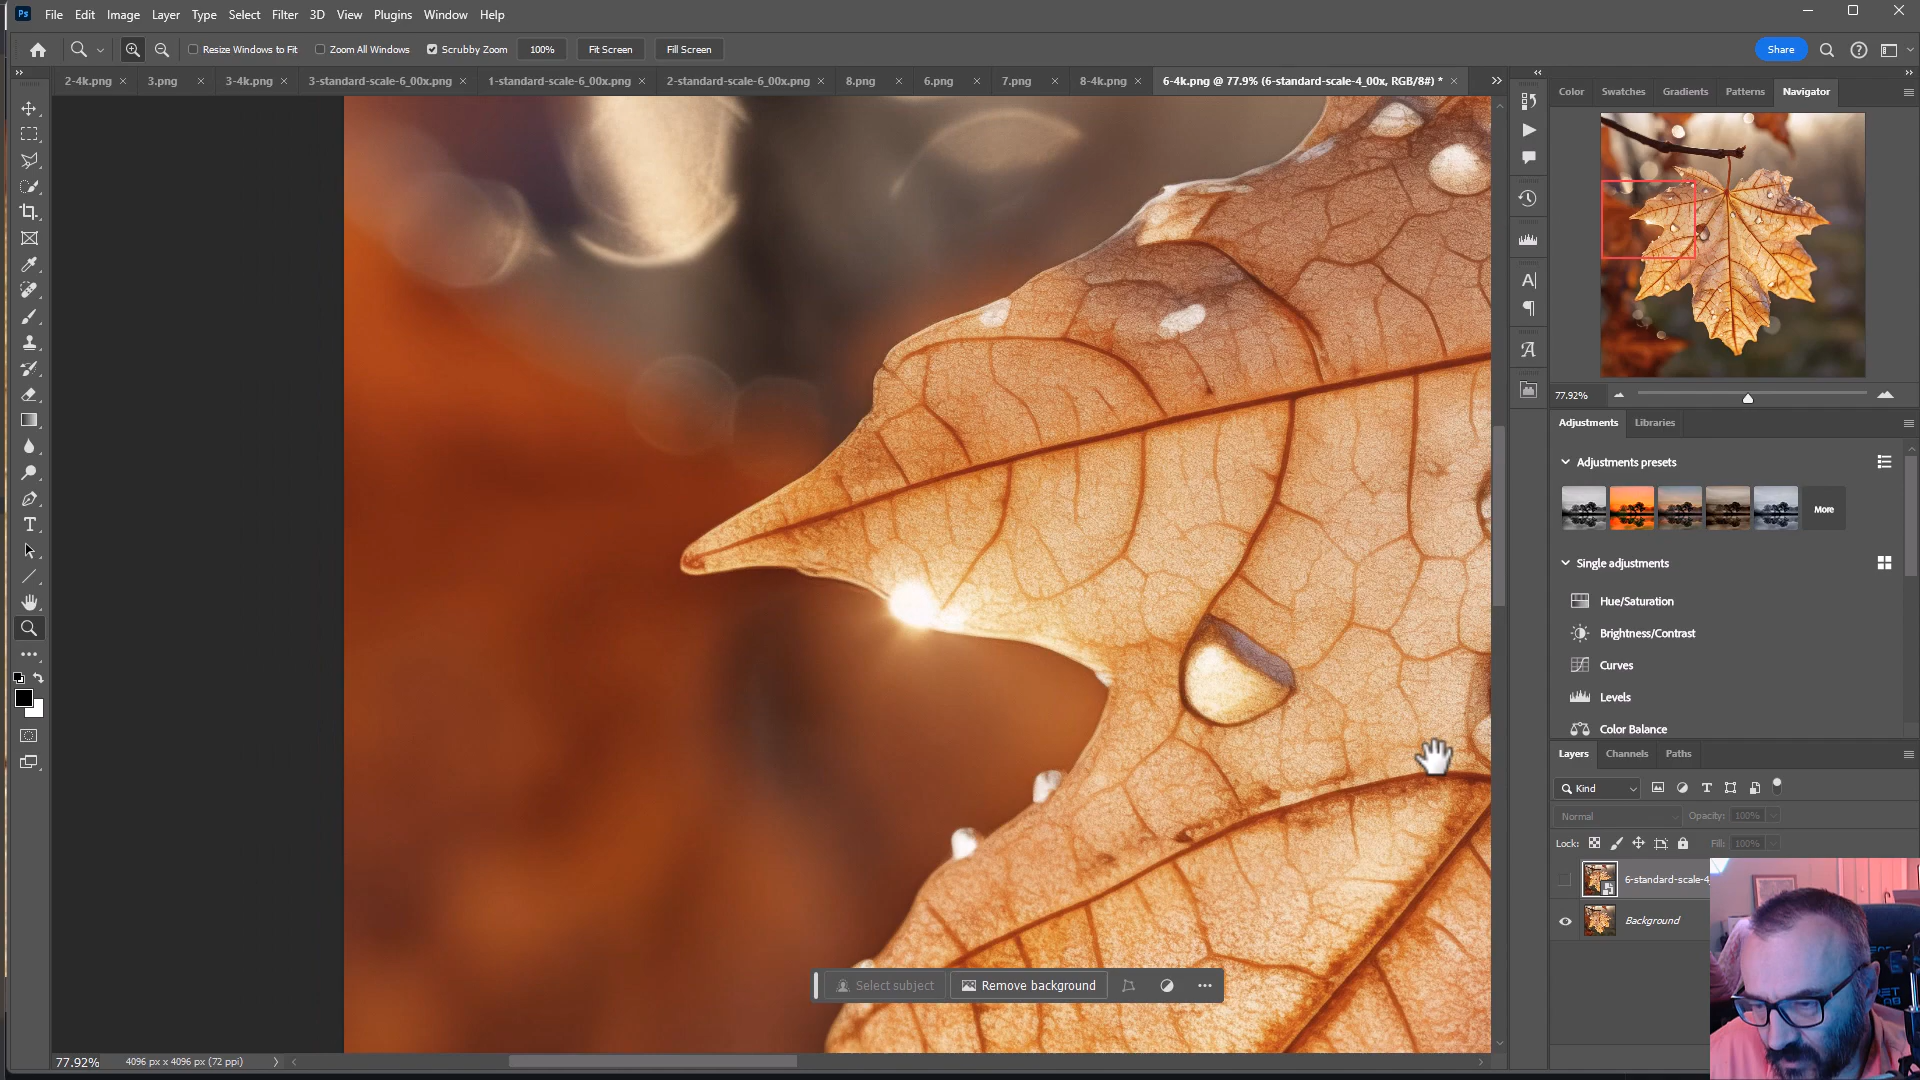 Ps File Edit Image Layer Type Select Filter 3D View Plugins Window Help
Resize Windows to Fit Zoom All Windows Scrubby Zoom 100% Fit Screen Fill Screen Share
2-4k.png × 3.png × 3-4k.png × 3-standard-scale-6_00x.png × 1-standard-scale-6_00x.png × 2-standard-scale-6_00x.png × 8.png × 6.png × 7.png × 8-4k.png × 6-4k.png @ 77.9% (6-standard-scale-4_00x, RGB/8#) * ×
Color Swatches Gradients Patterns Navigator
77.92%
Adjustments Libraries
Adjustments presets
More
Single adjustments
Hue/Saturation
Brightness/Contrast
Curves
Levels
Color Balance
Layers Channels Paths
Kind
Normal Opacity: 100%
Lock: Fill: 100%
6-standard-scale-4
Background
Select subject Remove background
77.92% 4096 px x 4096 px (72 ppi)